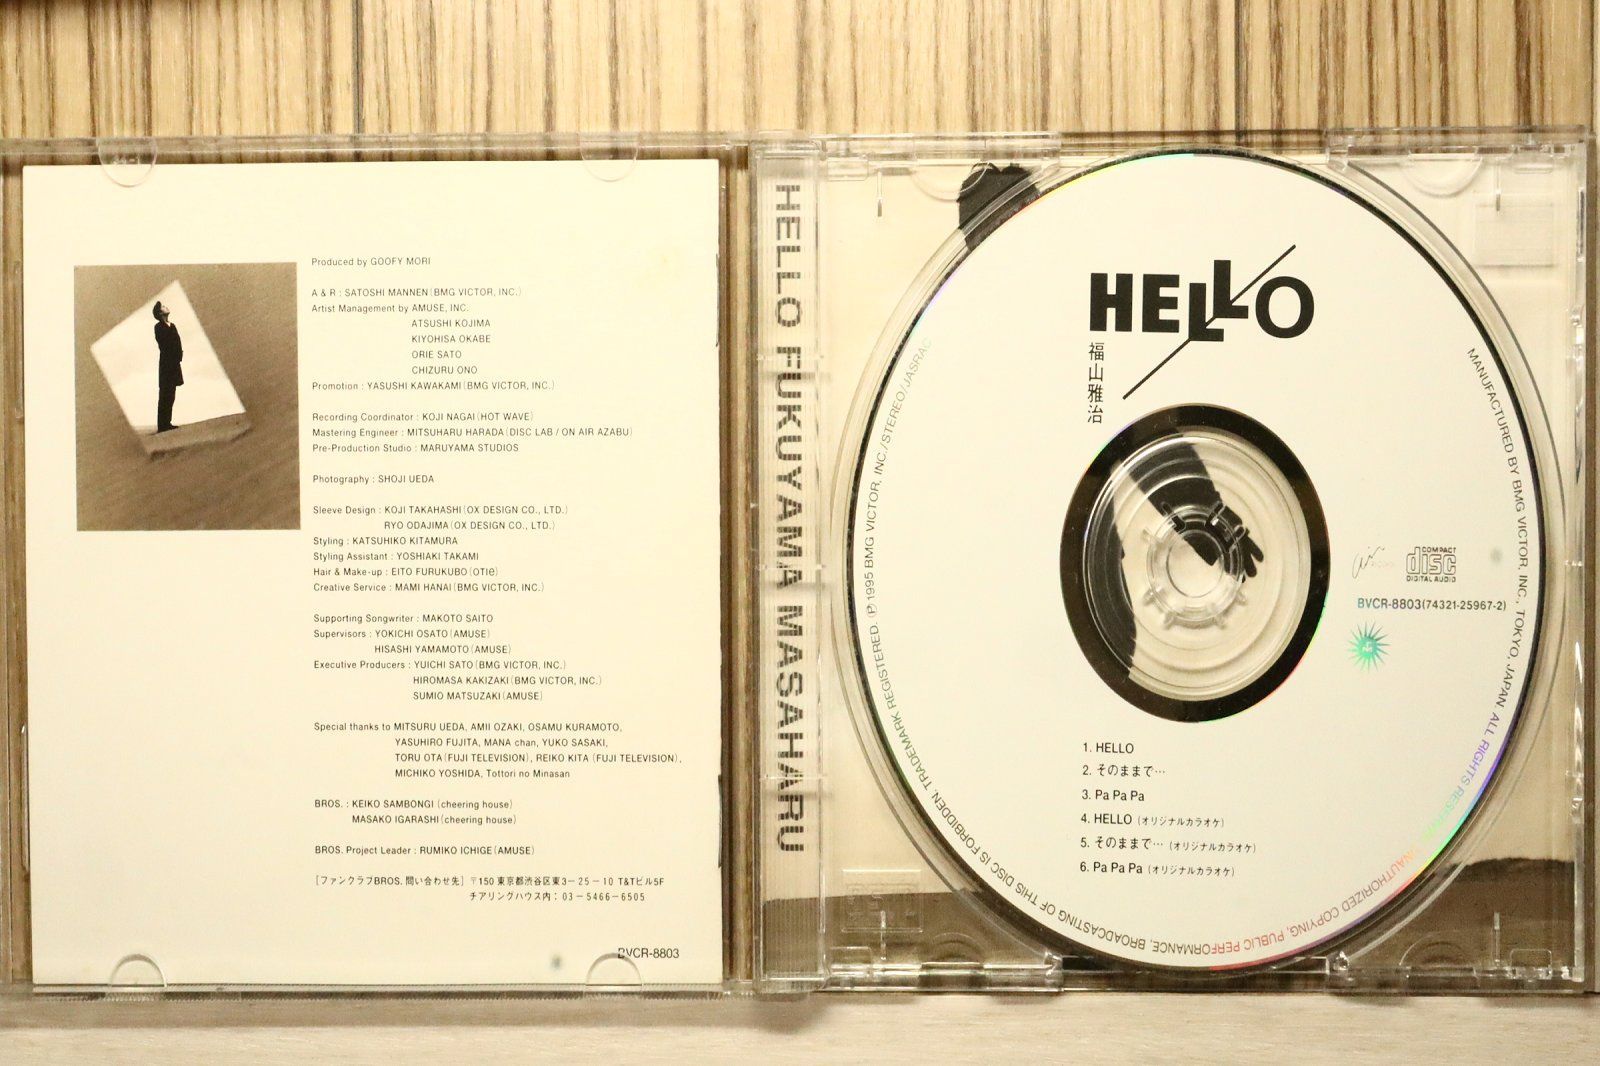 Produced by GOOFY MORI
A & R : SATOSHI MANNEN (BMG VICTOR, INC.)
Artist Management by AMUSE, INC.
ATSUSHI KOJIMA
KIYOHISA OKABE
ORIE SATO
CHIZURU ONO
Promotion : YASUSHI KAWAKAMI (BMG VICTOR, INC.)
Recording Coordinator : KOJI NAGAI (HOT WAVE)
Mastering Engineer : MITSUHARU HARADA (DISC LAB / ON AIR AZABU)
Pre-Production Studio : MARUYAMA STUDIOS
Photography : SHOJI UEDA
Sleeve Design : KOJI TAKAHASHI (OX DESIGN CO., LTD.)
RYO ODAJIMA (OX DESIGN CO., LTD.)
Styling : KATSUHIKO KITAMURA
Styling Assistant : YOSHIAKI TAKAMI
Hair & Make-up : EITO FURUKUBO (OTIe)
Creative Service : MAMI HANAI (BMG VICTOR, INC.)
Supporting Songwriter : MAKOTO SAITO
Supervisors : YOKICHI OSATO (AMUSE)
HISASHI YAMAMOTO (AMUSE)
Executive Producers : YUICHI SATO (BMG VICTOR, INC.)
HIROMASA KAKIZAKI (BMG VICTOR, INC.)
SUMIO MATSUZAKI (AMUSE)
Special thanks to MITSURU UEDA, AMII OZAKI, OSAMU KURAMOTO,
YASUHIRO FUJITA, MANA chan, YUKO SASAKI,
TORU OTA (FUJI TELEVISION), REIKO KITA (FUJI TELEVISION),
MICHIKO YOSHIDA, Tottori no Minasan
BROS. : KEIKO SAMBONGI (cheering house)
MASAKO IGARASHI (cheering house)
BROS. Project Leader : RUMIKO ICHIGE (AMUSE)
[ファンクラブBROS. 問い合わせ先] 〒150 東京都渋谷区東3−25−10 T&Tビル5F
チアリングハウス内 : 03−5466−6505
BVCR-8803
HELLO FUKUYAMA MASAHARU
HELLO
福山雅治
COMPACT
disc
DIGITAL AUDIO
BVCR-8803(74321-25967-2)
1. HELLO
2. そのままで…
3. Pa Pa Pa
4. HELLO (オリジナルカラオケ)
5. そのままで… (オリジナルカラオケ)
6. Pa Pa Pa (オリジナルカラオケ)
MANUFACTURED BY BMG VICTOR, INC., TOKYO, JAPAN. ALL RIGHTS RESERVED. UNAUTHORIZED COPYING, PUBLIC PERFORMANCE, BROADCASTING OF THIS DISC IS FORBIDDEN. TRADEMARK REGISTERED. Ⓟ 1995 BMG VICTOR, INC./STEREO/JASRAC